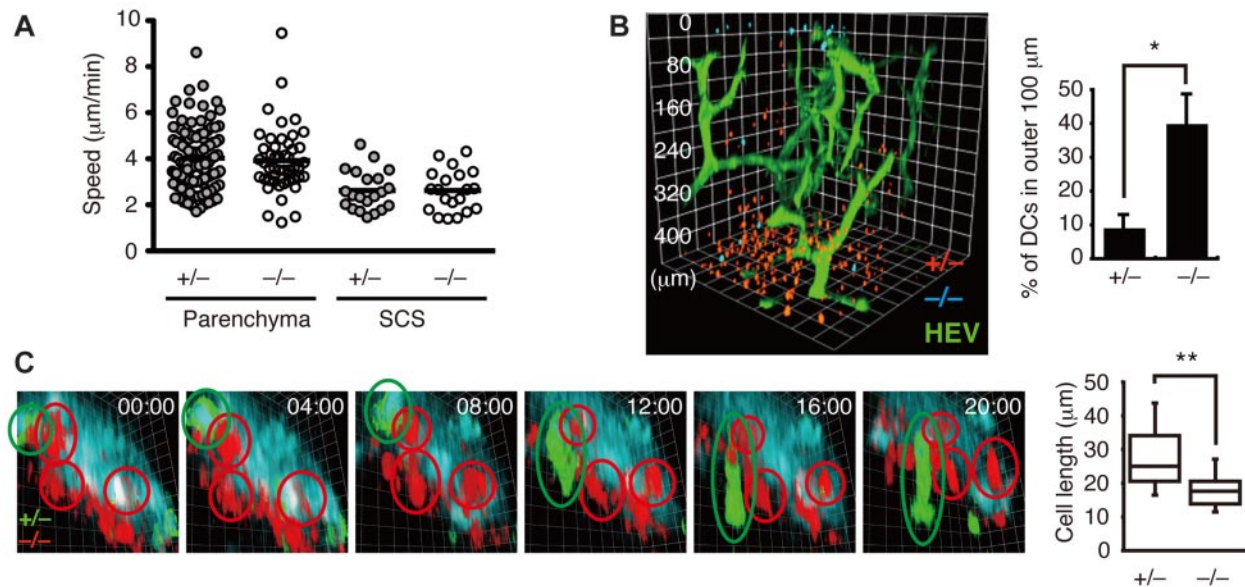 A
Speed (μm/min)
10
8
6
4
2
0
+/– –/– +/– –/–
Parenchyma SCS
B
0
80
160
240
320
400
(μm)
+/–
–/–
HEV
% of DCs in outer 100 μm
*
50
40
30
20
10
0
+/– –/–
C
00:00 04:00 08:00 12:00 16:00 20:00
+/–
–/–
Cell length (μm)
**
50
40
30
20
10
0
+/– –/–